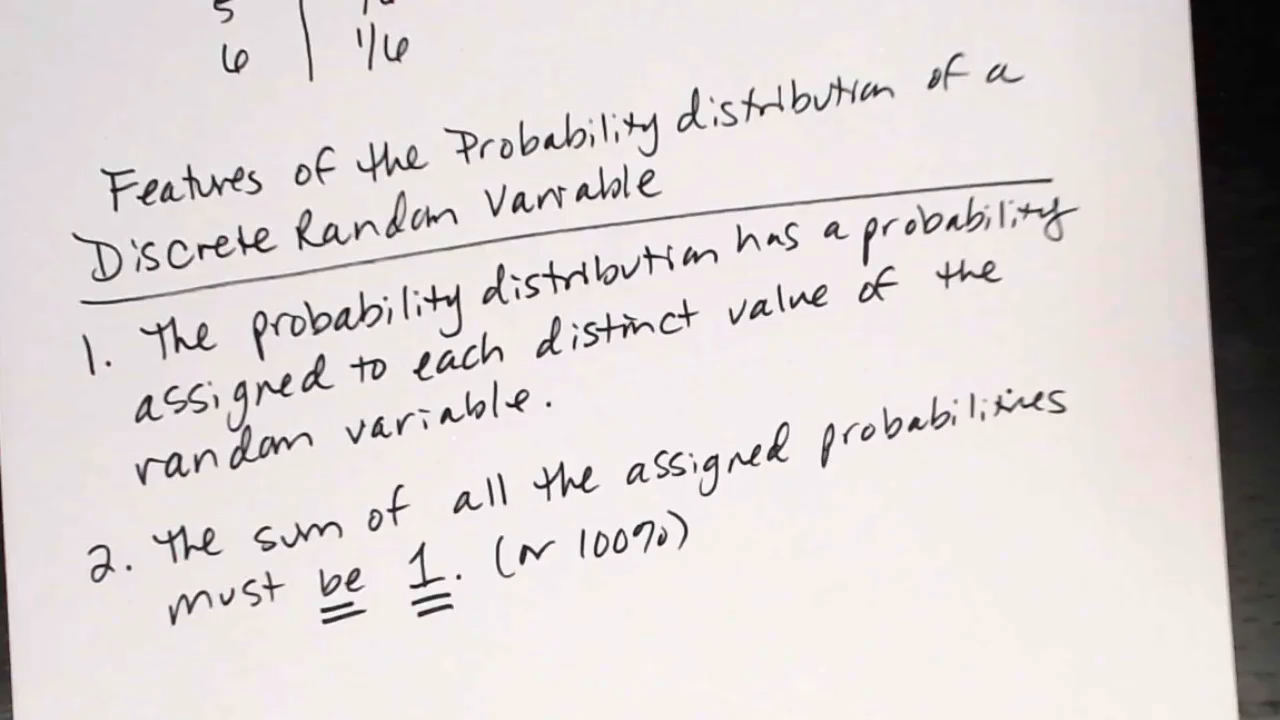 5 |
6 | 1/6
Features of the Probability distribution of a
Discrete Random Variable
1. The probability distribution has a probability
assigned to each distinct value of the
random variable.
2. The sum of all the assigned probabilities
must be 1. (or 100%)